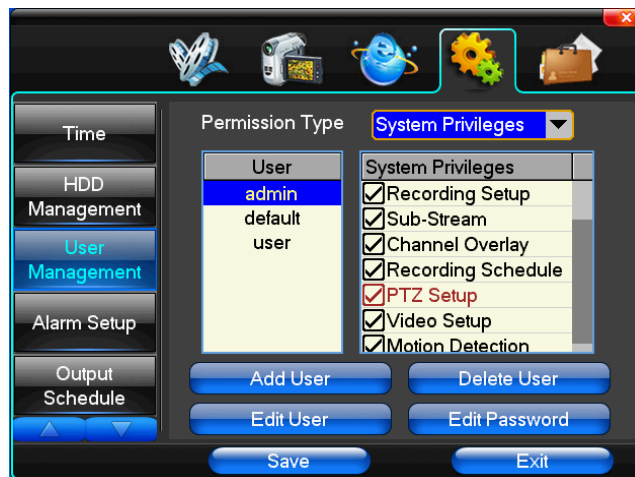 Permission Type System Privileges
Time
HDD
Management
User
Management
Alarm Setup
Output
Schedule
User
admin
default
user
System Privileges
Recording Setup
Sub-Stream
Channel Overlay
Recording Schedule
PTZ Setup
Video Setup
Motion Detection
Add User
Delete User
Edit User
Edit Password
Save
Exit